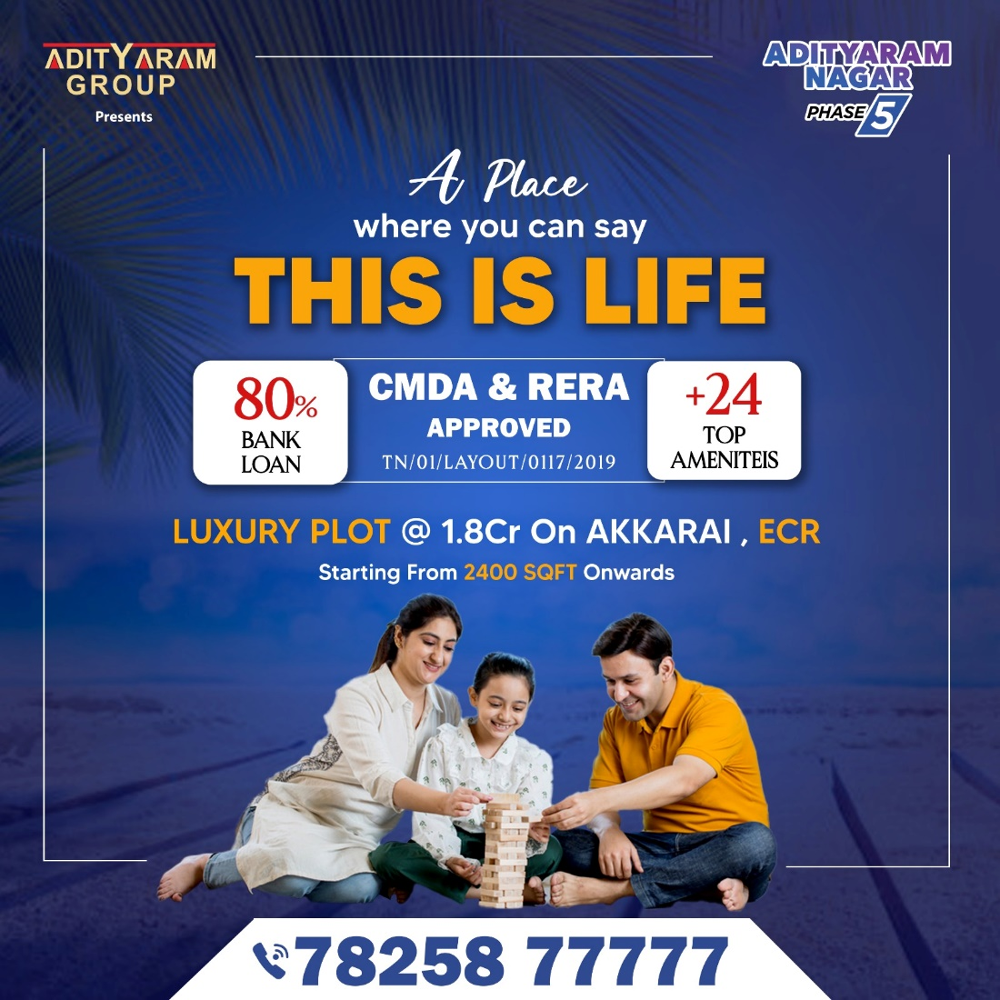 ADITYARAM
GROUP
Presents
ADITYARAM
NAGAR
PHASE 5
A Place
where you can say
THIS IS LIFE
80%
BANK
LOAN
CMDA & RERA
APPROVED
TN/01/LAYOUT/0117/2019
+24
TOP
AMENITEIS
LUXURY PLOT @ 1.8Cr On AKKARAI , ECR
Starting From 2400 SQFT Onwards
78258 77777